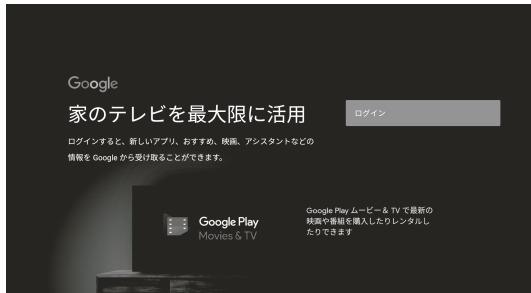 Google
家のテレビを最大限に活用
ログイン
ログインすると、新しいアプリ、おすすめ、映画、アシスタントなどの
情報を Google から受け取ることができます。
Google Play
Movies & TV
Google Play ムービー & TV で最新の
映画や番組を購入したりレンタルし
たりできます